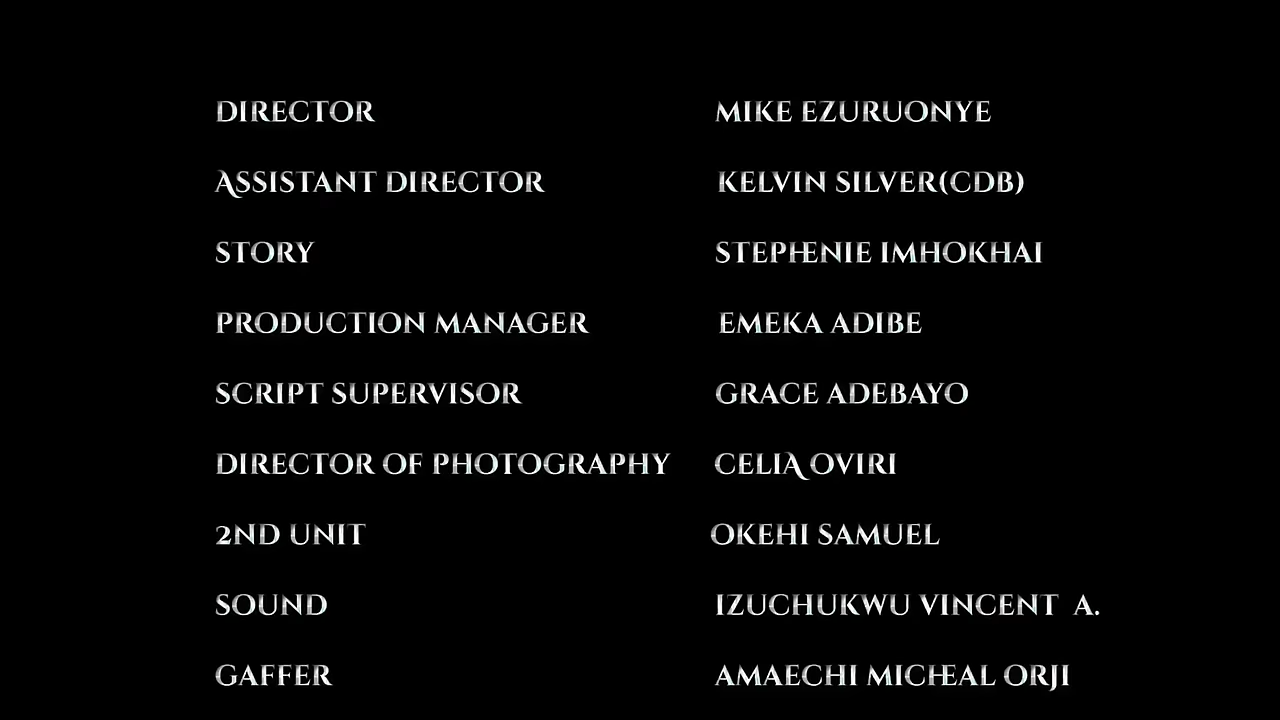 DIRECTOR MIKE EZURUONYE
ASSISTANT DIRECTOR KELVIN SILVER(CDB)
STORY STEPHENIE IMHOKHAI
PRODUCTION MANAGER EMEKA ADIBE
SCRIPT SUPERVISOR GRACE ADEBAYO
DIRECTOR OF PHOTOGRAPHY CELIA OVIRI
2ND UNIT OKEHI SAMUEL
SOUND IZUCHUKWU VINCENT A.
GAFFER AMAECHI MICHEAL ORJI